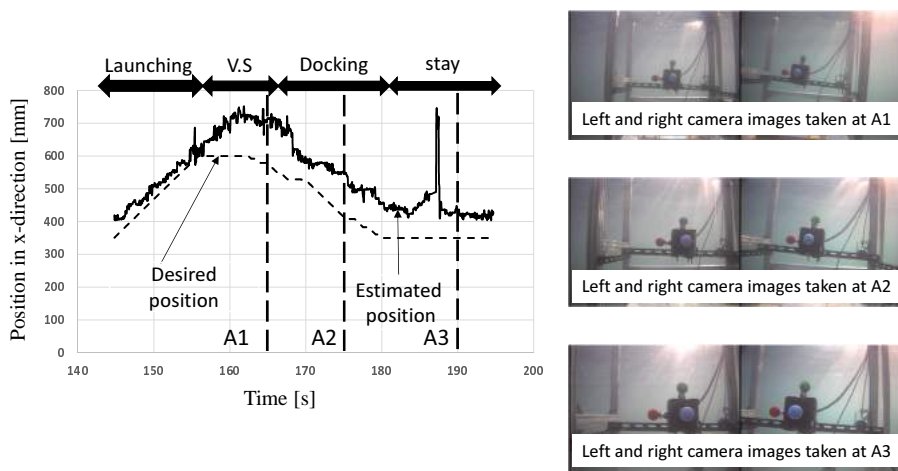 Launching
V.S
Docking
stay
Position in x-direction [mm]
800
700
600
500
400
300
200
100
0
Desired
position
Estimated
position
A1
A2
A3
140
150
160
170
180
190
200
Time [s]
Left and right camera images taken at A1
Left and right camera images taken at A2
Left and right camera images taken at A3